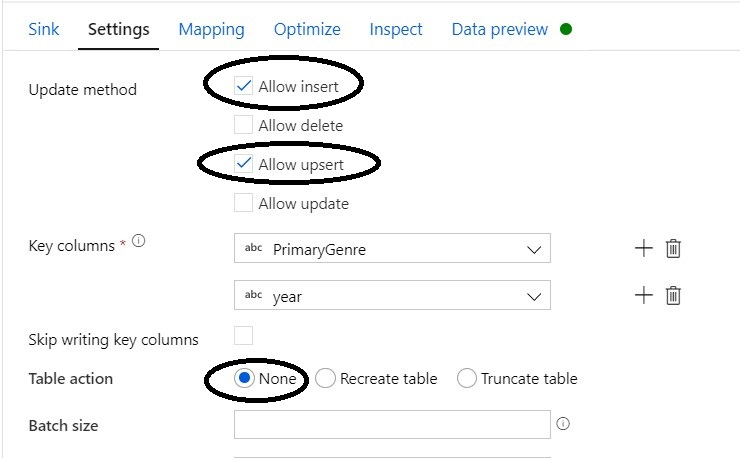 Sink Settings Mapping Optimize Inspect Data preview
Update method Allow insert
Allow delete
Allow upsert
Allow update
Key columns * abc PrimaryGenre
abc year
Skip writing key columns
Table action None Recreate table Truncate table
Batch size